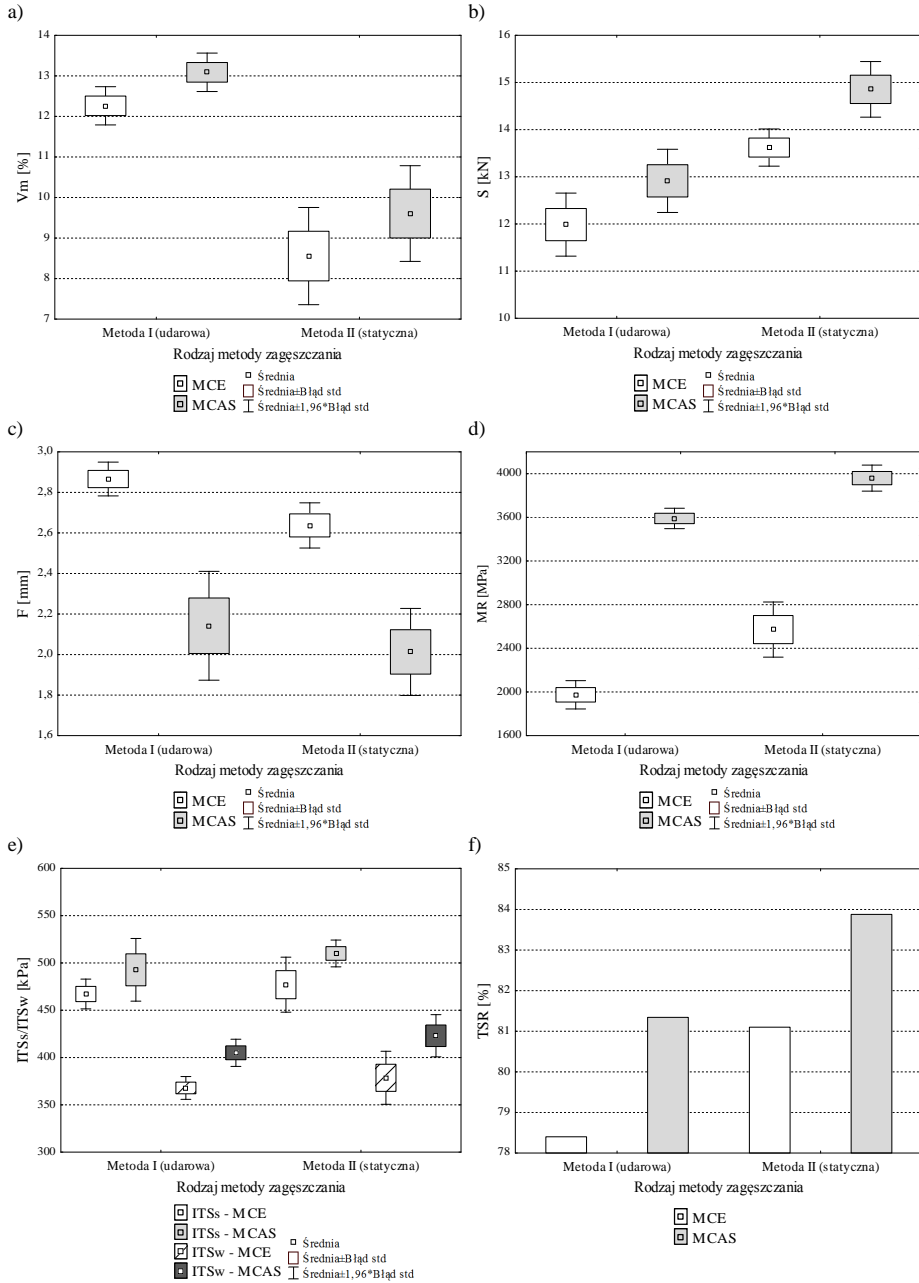 a)
14
13
12
11
10
9
8
7
Vm [%]
Metoda I (udarowa)
Metoda II (statyczna)
Rodzaj metody zagęszczania
MCE
MCAS
Średnia
Średnia±Błąd std
Średnia±1,96*Błąd std
b)
16
15
14
13
12
11
10
S [kN]
Metoda I (udarowa)
Metoda II (statyczna)
Rodzaj metody zagęszczania
MCE
MCAS
Średnia
Średnia±Błąd std
Średnia±1,96*Błąd std
c)
3,0
2,8
2,6
2,4
2,2
2,0
1,8
1,6
F [mm]
Metoda I (udarowa)
Metoda II (statyczna)
Rodzaj metody zagęszczania
MCE
MCAS
Średnia
Średnia±Błąd std
Średnia±1,96*Błąd std
d)
4000
3600
3200
2800
2400
2000
1600
MR [MPa]
Metoda I (udarowa)
Metoda II (statyczna)
Rodzaj metody zagęszczania
MCE
MCAS
Średnia
Średnia±Błąd std
Średnia±1,96*Błąd std
e)
600
550
500
450
400
350
300
ITSs/ITSw [kPa]
Metoda I (udarowa)
Metoda II (statyczna)
Rodzaj metody zagęszczania
ITSs - MCE
ITSs - MCAS
ITSw - MCE
ITSw - MCAS
Średnia
Średnia±Błąd std
Średnia±1,96*Błąd std
f)
85
84
83
82
81
80
79
78
TSR [%]
Metoda I (udarowa)
Metoda II (statyczna)
Rodzaj metody zagęszczania
MCE
MCAS